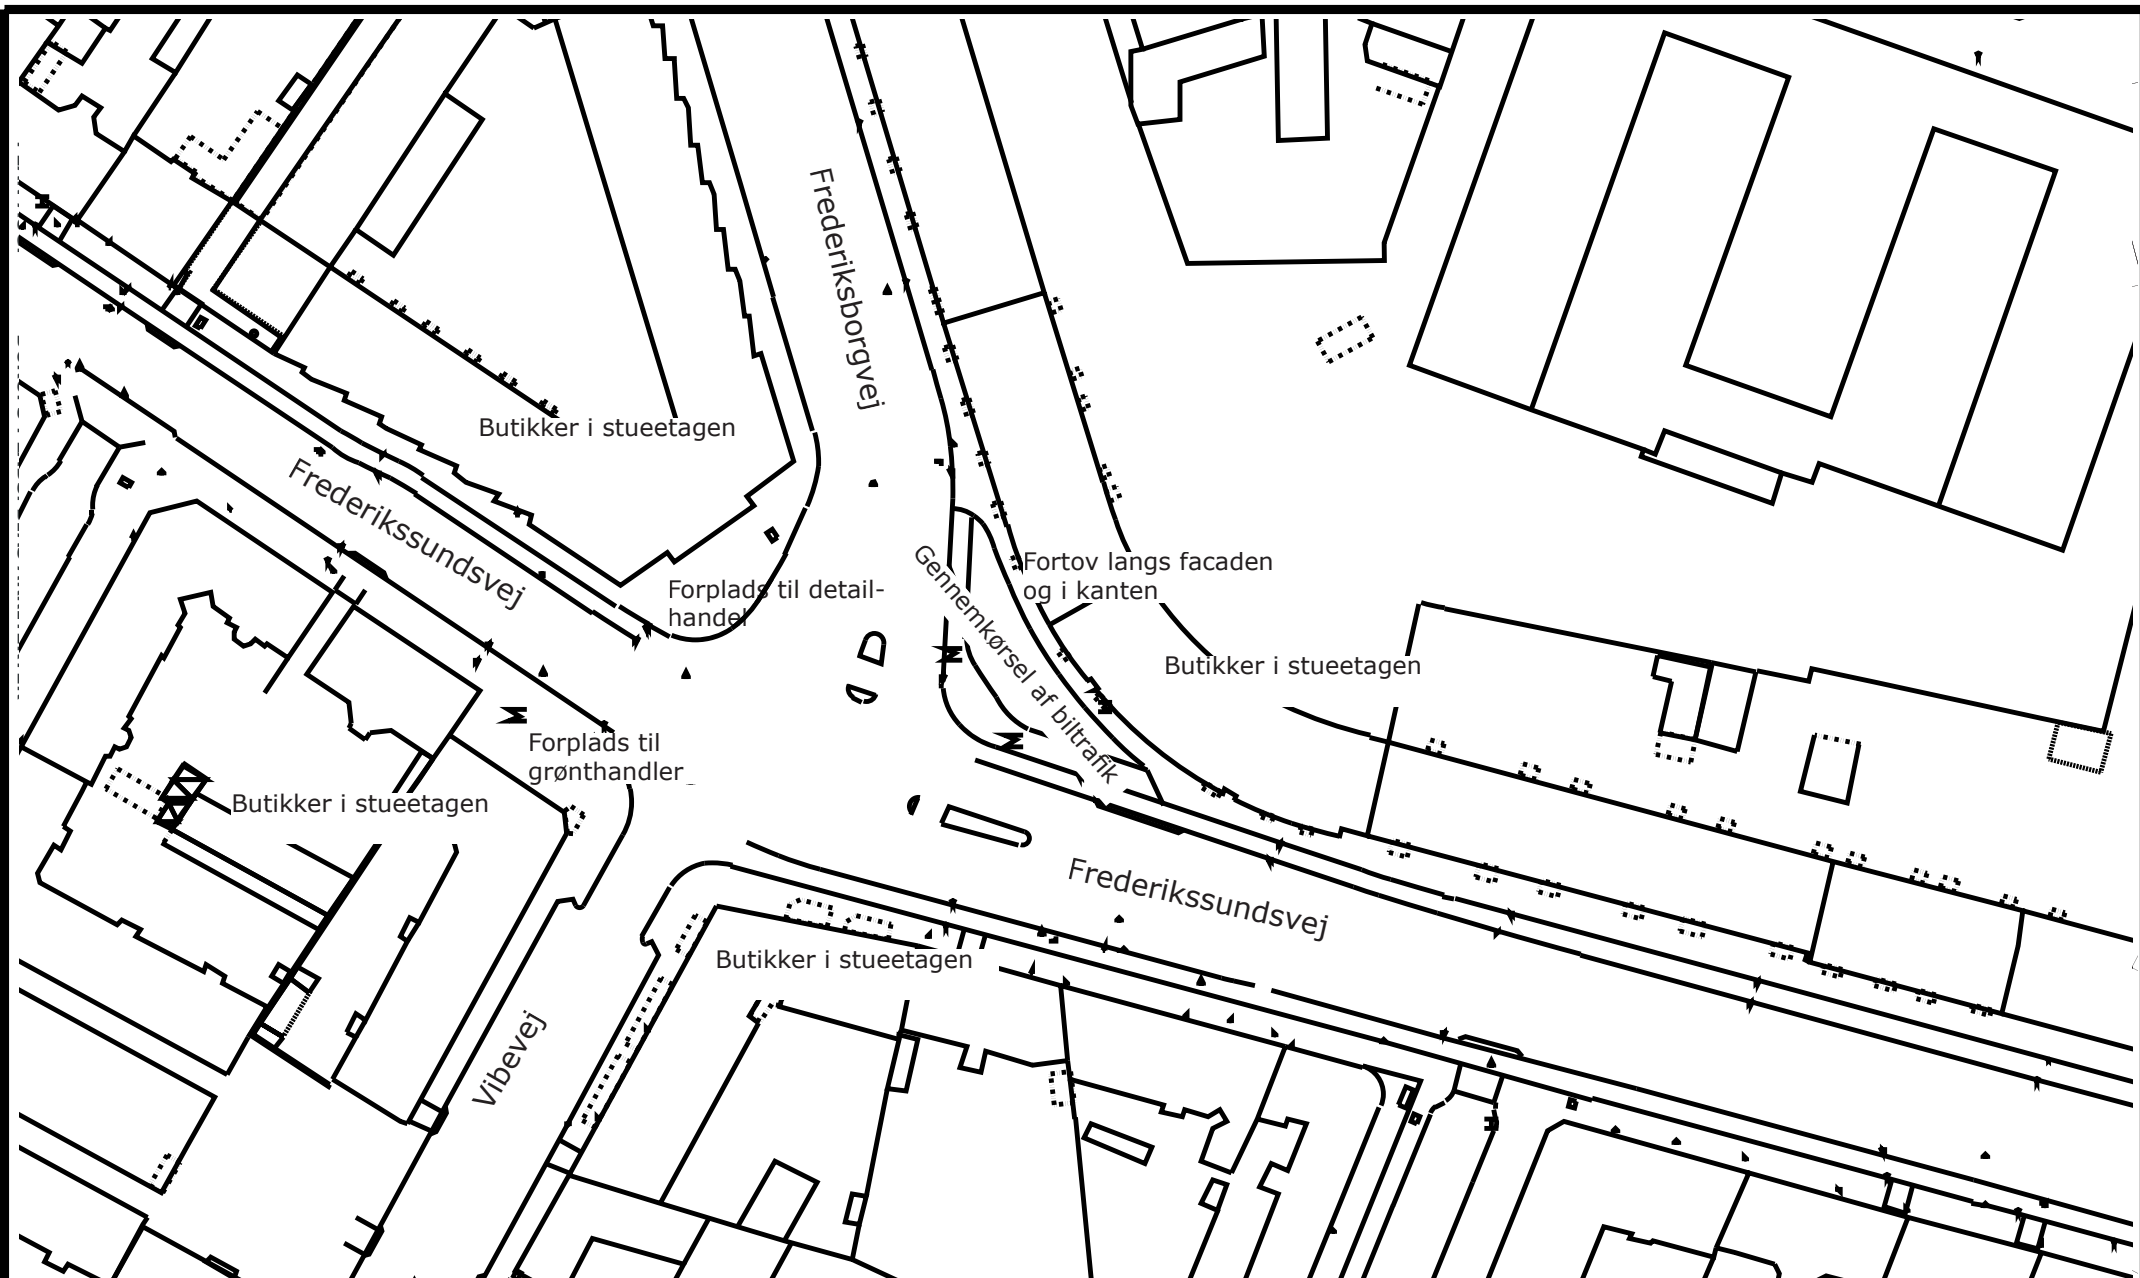 Frederiksborgvej
Butikker i stueetagen
Frederikssundsvej
Forplads til detail-
handel
Gennemkørsel af biltrafik
Fortov langs facaden
og i kanten
Butikker i stueetagen
Forplads til
grønthandler
Butikker i stueetagen
Frederikssundsvej
Butikker i stueetagen
Vibevej